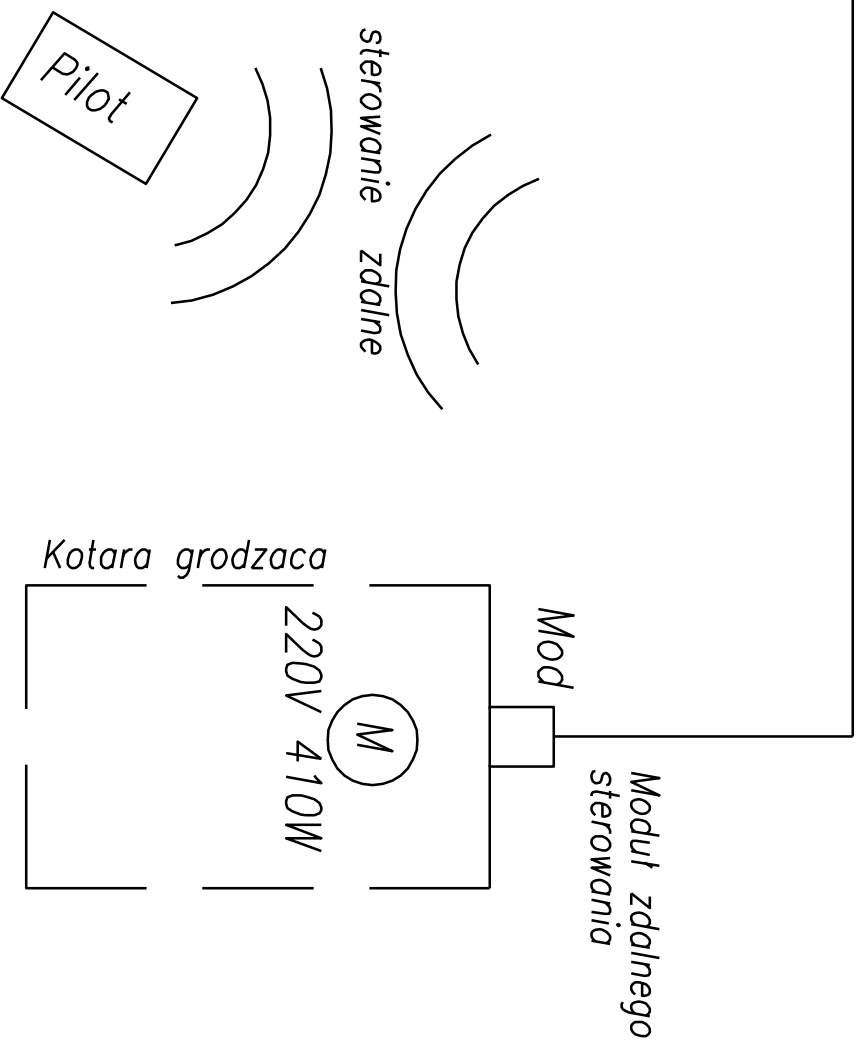 Pilot
sterowanie zdalne
Kotara grodzaca
Mod
220V 410W
M
Moduł zdalnego
sterowania